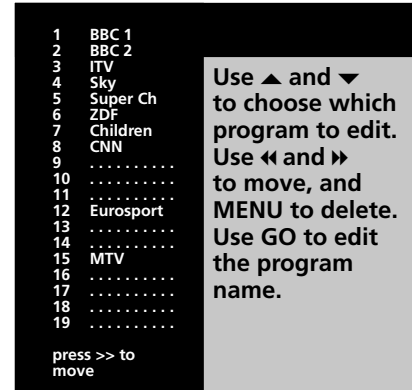 1 BBC 1
2 BBC 2
3 ITV
4 Sky
5 Super Ch
6 ZDF
7 Children
8 CNN
9 . . . . . . . . . .
10 . . . . . . . . . .
11 . . . . . . . . . .
12 Eurosport
13 . . . . . . . . . .
14 . . . . . . . . . .
15 MTV
16 . . . . . . . . . .
17 . . . . . . . . . .
18 . . . . . . . . . .
19 . . . . . . . . . .
press >> to
move
Use ▲ and ▼
to choose which
program to edit.
Use ◀◀ and ▶▶
to move, and
MENU to delete.
Use GO to edit
the program
name.